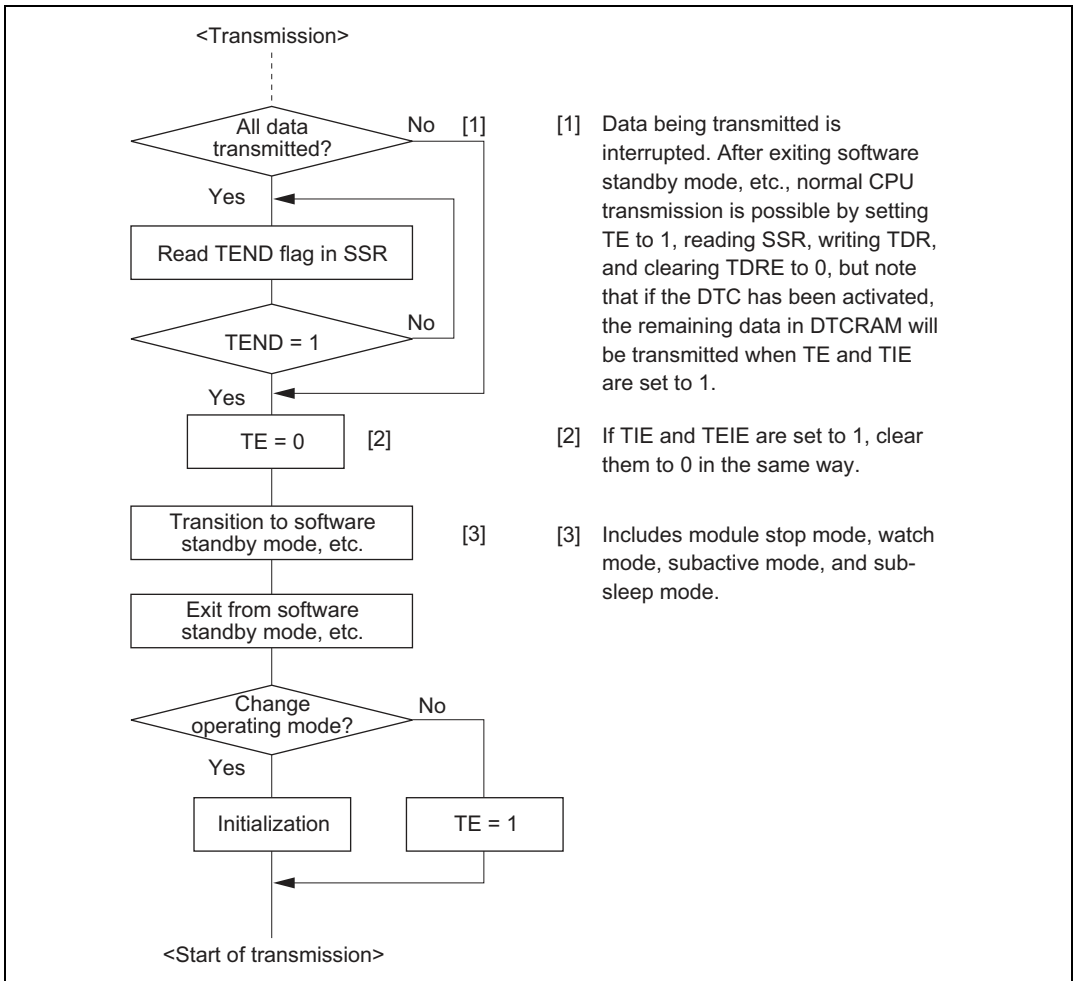 <Transmission>
All data
transmitted?
No [1]
Yes
Read TEND flag in SSR
No
TEND = 1
Yes
TE = 0 [2]
Transition to software
standby mode, etc.
[3]
Exit from software
standby mode, etc.
Change
operating mode?
No
Yes
Initialization
TE = 1
<Start of transmission>
[1] Data being transmitted is
interrupted. After exiting software
standby mode, etc., normal CPU
transmission is possible by setting
TE to 1, reading SSR, writing TDR,
and clearing TDRE to 0, but note
that if the DTC has been activated,
the remaining data in DTCRAM will
be transmitted when TE and TIE
are set to 1.
[2] If TIE and TEIE are set to 1, clear
them to 0 in the same way.
[3] Includes module stop mode, watch
mode, subactive mode, and sub-
sleep mode.